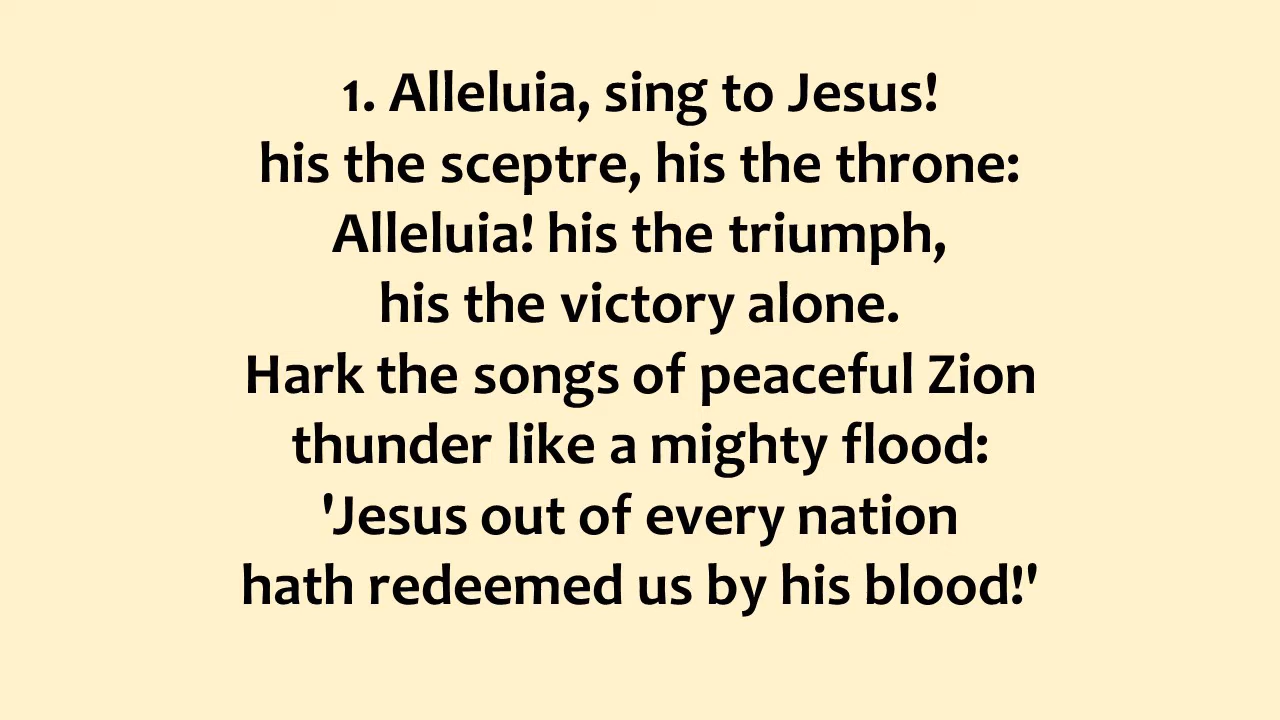 1. Alleluia, sing to Jesus!
his the sceptre, his the throne:
Alleluia! his the triumph,
his the victory alone.
Hark the songs of peaceful Zion
thunder like a mighty flood:
'Jesus out of every nation
hath redeemed us by his blood!'